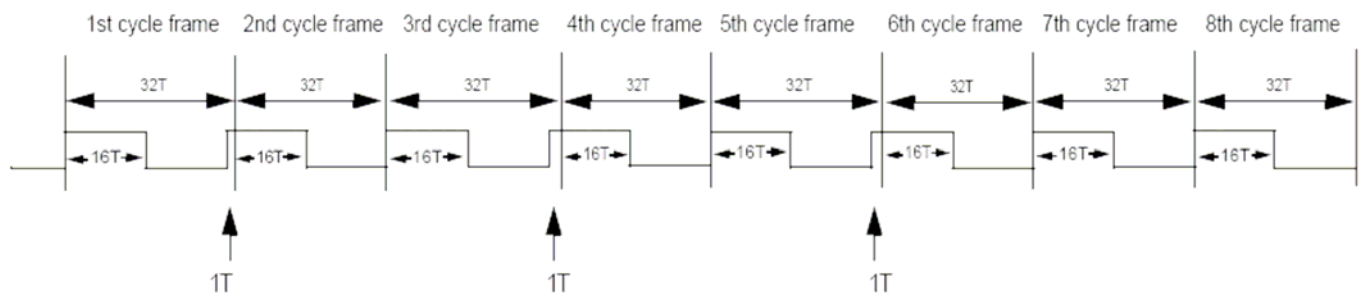 1st cycle frame 2nd cycle frame 3rd cycle frame 4th cycle frame 5th cycle frame 6th cycle frame 7th cycle frame 8th cycle frame
32T 32T 32T 32T 32T 32T 32T 32T
16T 16T 16T 16T 16T 16T 16T 16T
1T 1T 1T